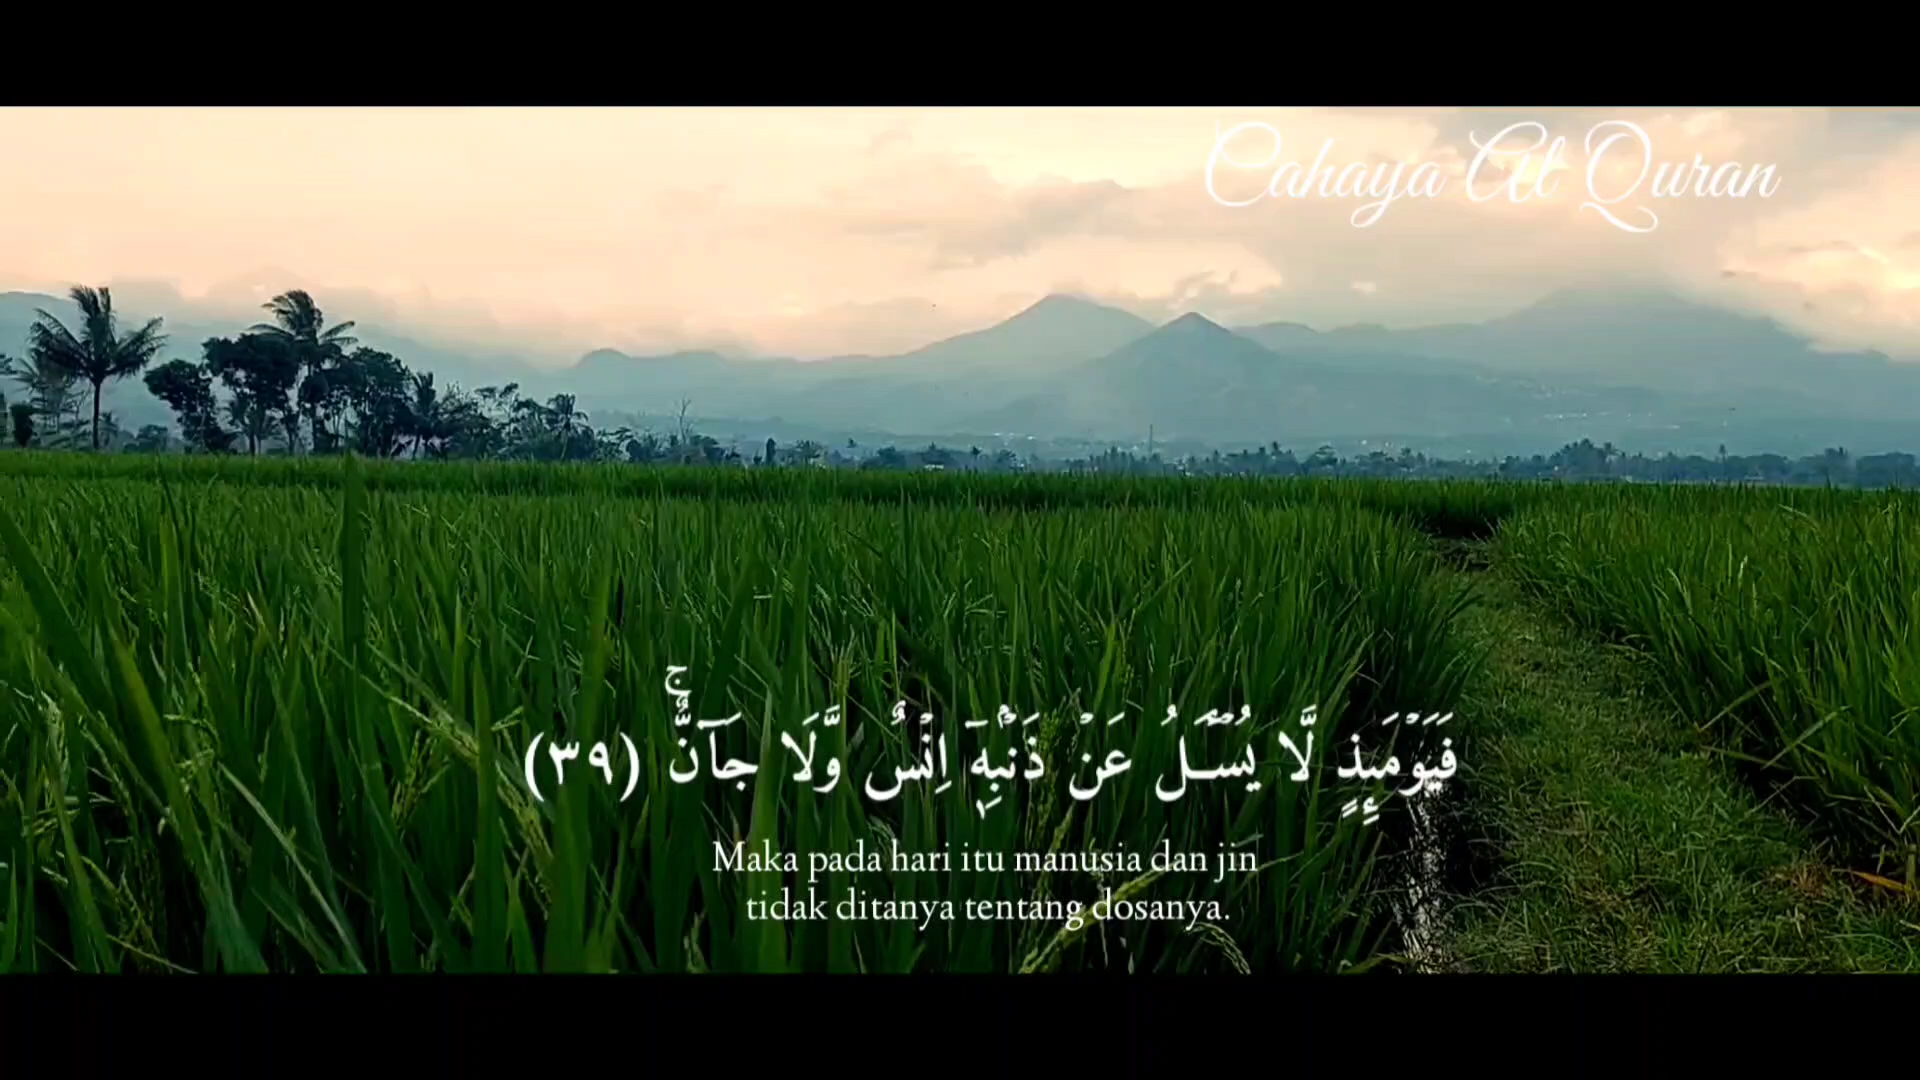 Cahaya Al Quran
فَيَوْمَىِٕذٍ لَّا يُسْـَٔلُ عَنْ ذَنْۢبِهٖٓ اِنْسٌ وَّلَا جَاۤنٌّۚ (٣٩)
Maka pada hari itu manusia dan jin
tidak ditanya tentang dosanya.